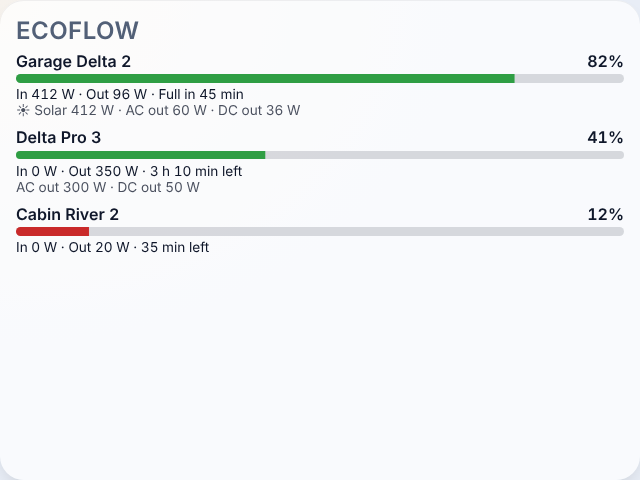 ECOFLOW
Garage Delta 2 82%
In 412 W · Out 96 W · Full in 45 min
☀ Solar 412 W · AC out 60 W · DC out 36 W
Delta Pro 3 41%
In 0 W · Out 350 W · 3 h 10 min left
AC out 300 W · DC out 50 W
Cabin River 2 12%
In 0 W · Out 20 W · 35 min left